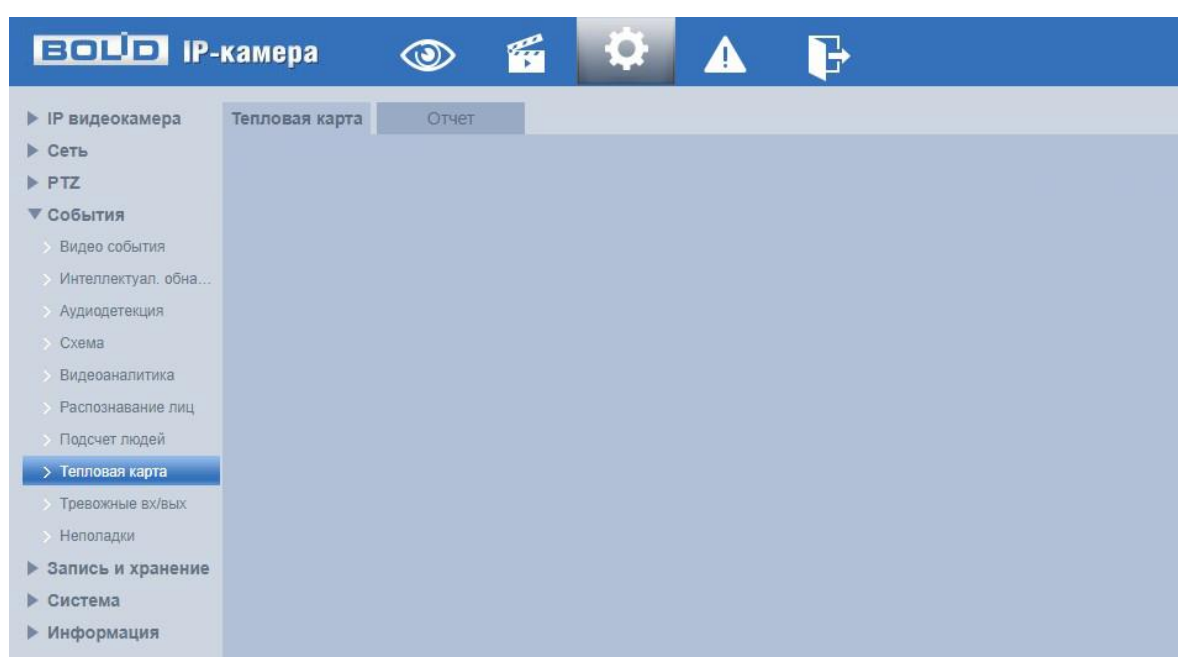 BOLID IP-камера
Тепловая карта Отчет
IP видеокамера
Сеть
PTZ
События
Видео события
Интеллектуал. обна...
Аудиодетекция
Схема
Видеоаналитика
Распознавание лиц
Подсчет людей
Тепловая карта
Тревожные вх/вых
Неполадки
Запись и хранение
Система
Информация